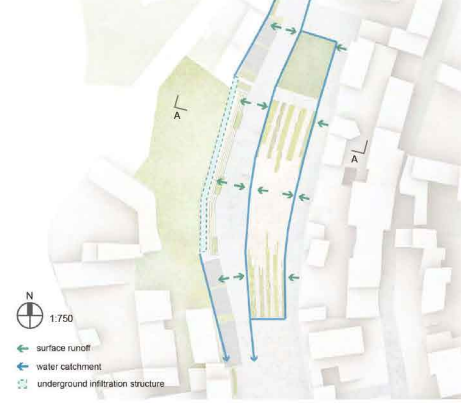 A
A
N
1:750
surface runoff
water catchment
underground infiltration structure